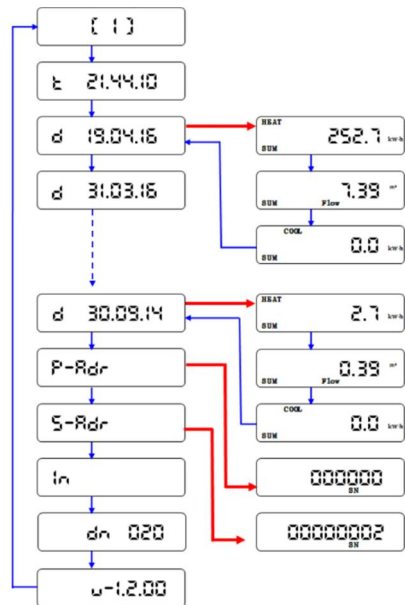 [ 1 ]
t 21.44.10
d 19.04.16
HEAT
252.7 kwh
SUM
d 31.03.16
7.39 m³
SUM Flow
COOL
0.0 kwh
SUM
d 30.09.14
HEAT
2.7 kwh
SUM
P-Adr
0.39 m³
SUM Flow
S-Adr
COOL
0.0 kwh
SUM
In
000000
SN
dn 020
00000002
SN
u-1.2.00